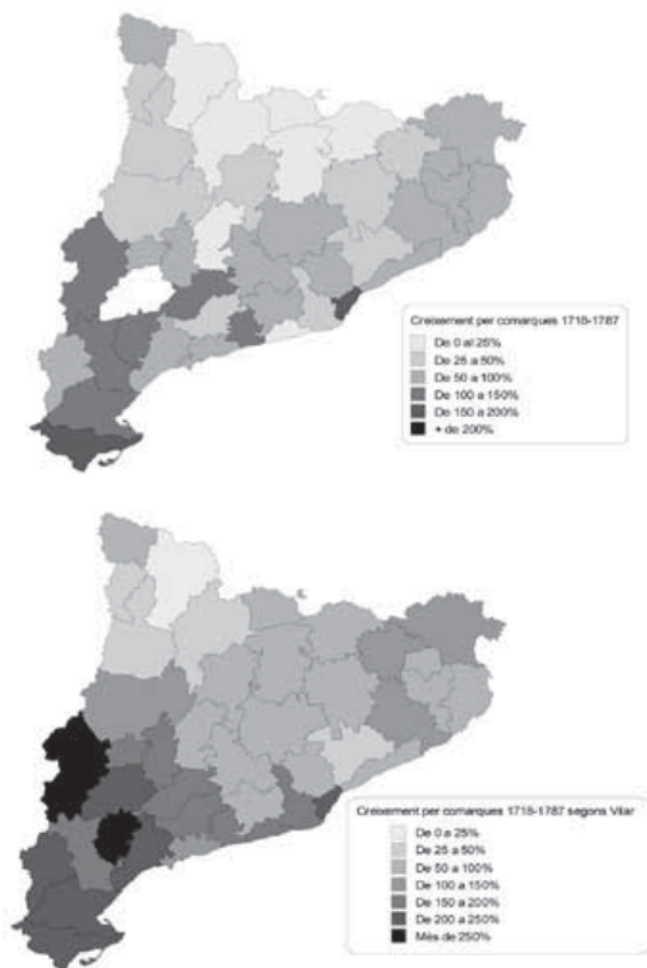 Creixement per comarques 1718-1787
De 0 al 25%
De 25 a 50%
De 50 a 100%
De 100 a 150%
De 150 a 200%
+ de 200%
Creixement per comarques 1718-1787 segons Vilar
De 0 a 25%
De 25 a 50%
De 50 a 100%
De 100 a 150%
De 150 a 200%
De 200 a 250%
Més de 250%